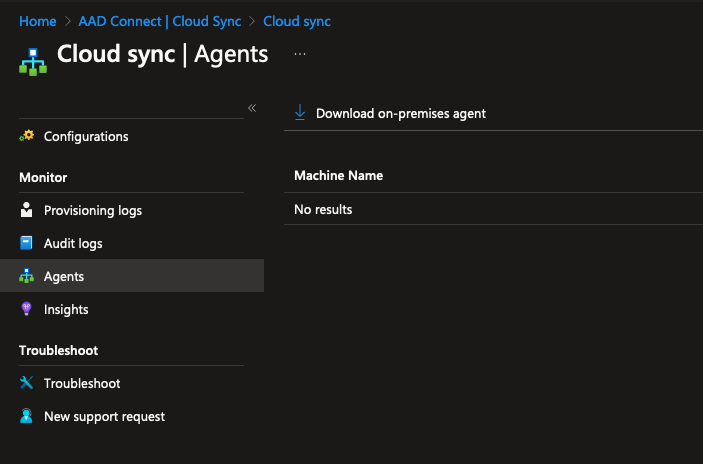 Home > AAD Connect | Cloud Sync > Cloud sync
Cloud sync | Agents ...
«
Configurations
Monitor
Provisioning logs
Audit logs
Agents
Insights
Troubleshoot
Troubleshoot
New support request
Download on-premises agent
Machine Name
No results